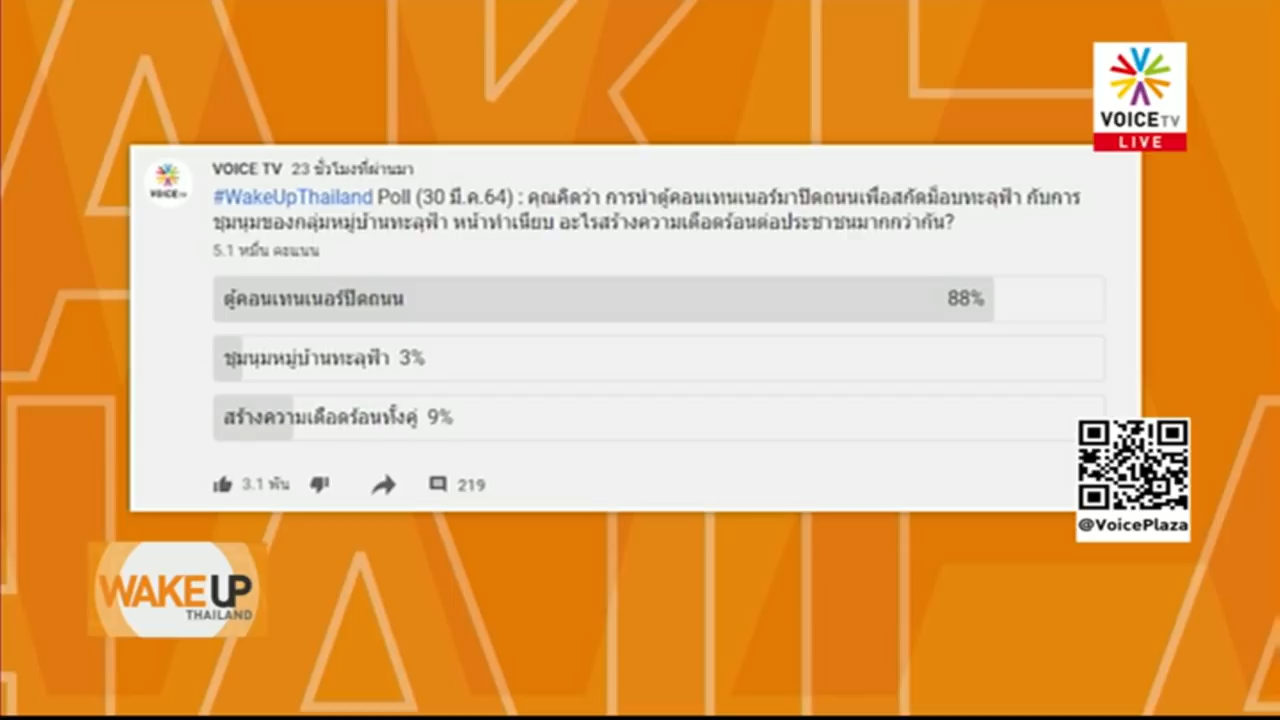 VOICE TV
LIVE
VOICE TV 23 ชั่วโมงที่ผ่านมา
#WakeUpThailand Poll (30 มี.ค.64) : คุณคิดว่า การนำตู้คอนเทนเนอร์มาปิดถนนเพื่อสกัดม็อบทะลุฟ้า กับการ
ชุมนุมของกลุ่มหมู่บ้านทะลุฟ้า หน้าทำเนียบ อะไรสร้างความเดือดร้อนต่อประชาชนมากกว่ากัน?
5.1 หมื่น คะแนน
ตู้คอนเทนเนอร์ปิดถนน 88%
ชุมนุมหมู่บ้านทะลุฟ้า 3%
สร้างความเดือดร้อนทั้งคู่ 9%
3.1 พัน 219
@VoicePlaza
WAKE UP
THAILAND